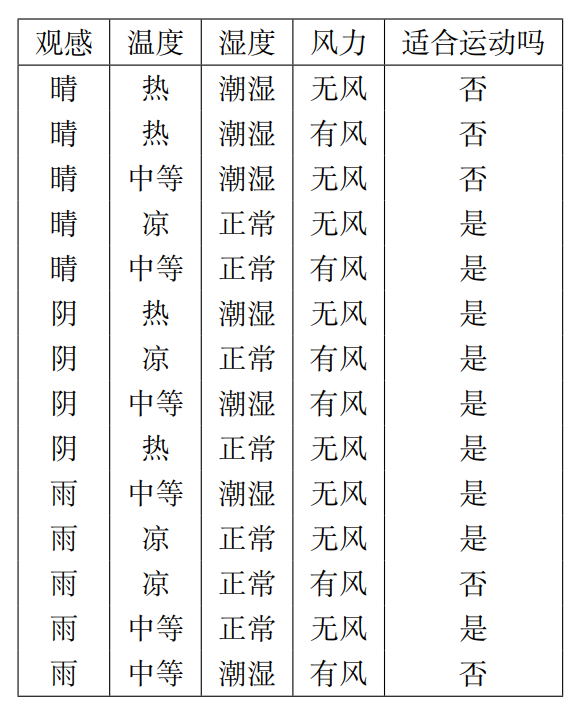 观感 温度 湿度 风力 适合运动吗
晴 热 潮湿 无风 否
晴 热 潮湿 有风 否
晴 中等 潮湿 无风 否
晴 凉 正常 无风 是
晴 中等 正常 有风 是
阴 热 潮湿 无风 是
阴 凉 正常 有风 是
阴 中等 潮湿 有风 是
阴 热 正常 无风 是
雨 中等 潮湿 无风 是
雨 凉 正常 无风 是
雨 凉 正常 有风 否
雨 中等 正常 无风 是
雨 中等 潮湿 有风 否